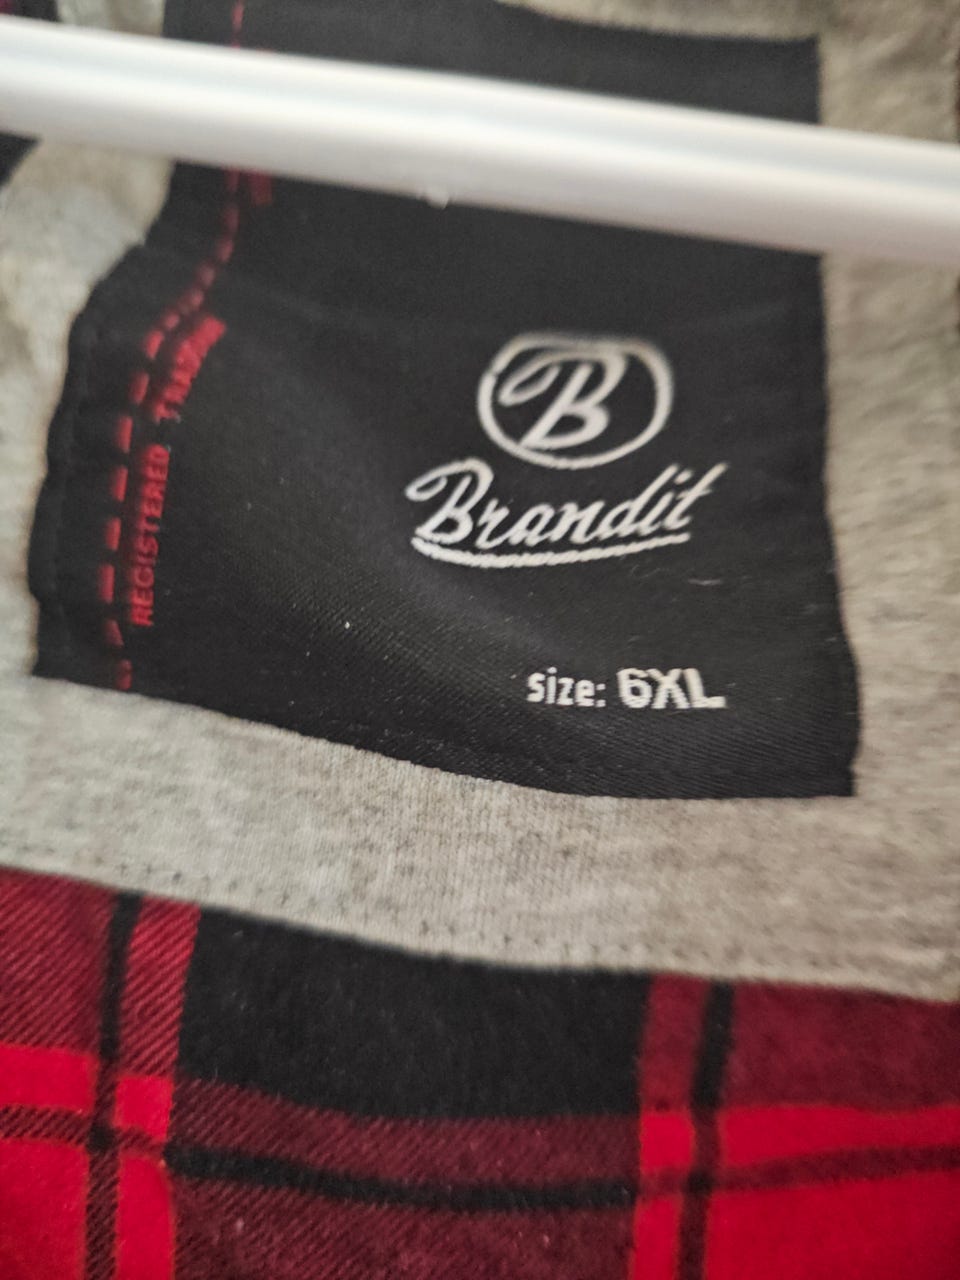 B
Brandit
size: 6XL
REGISTERED